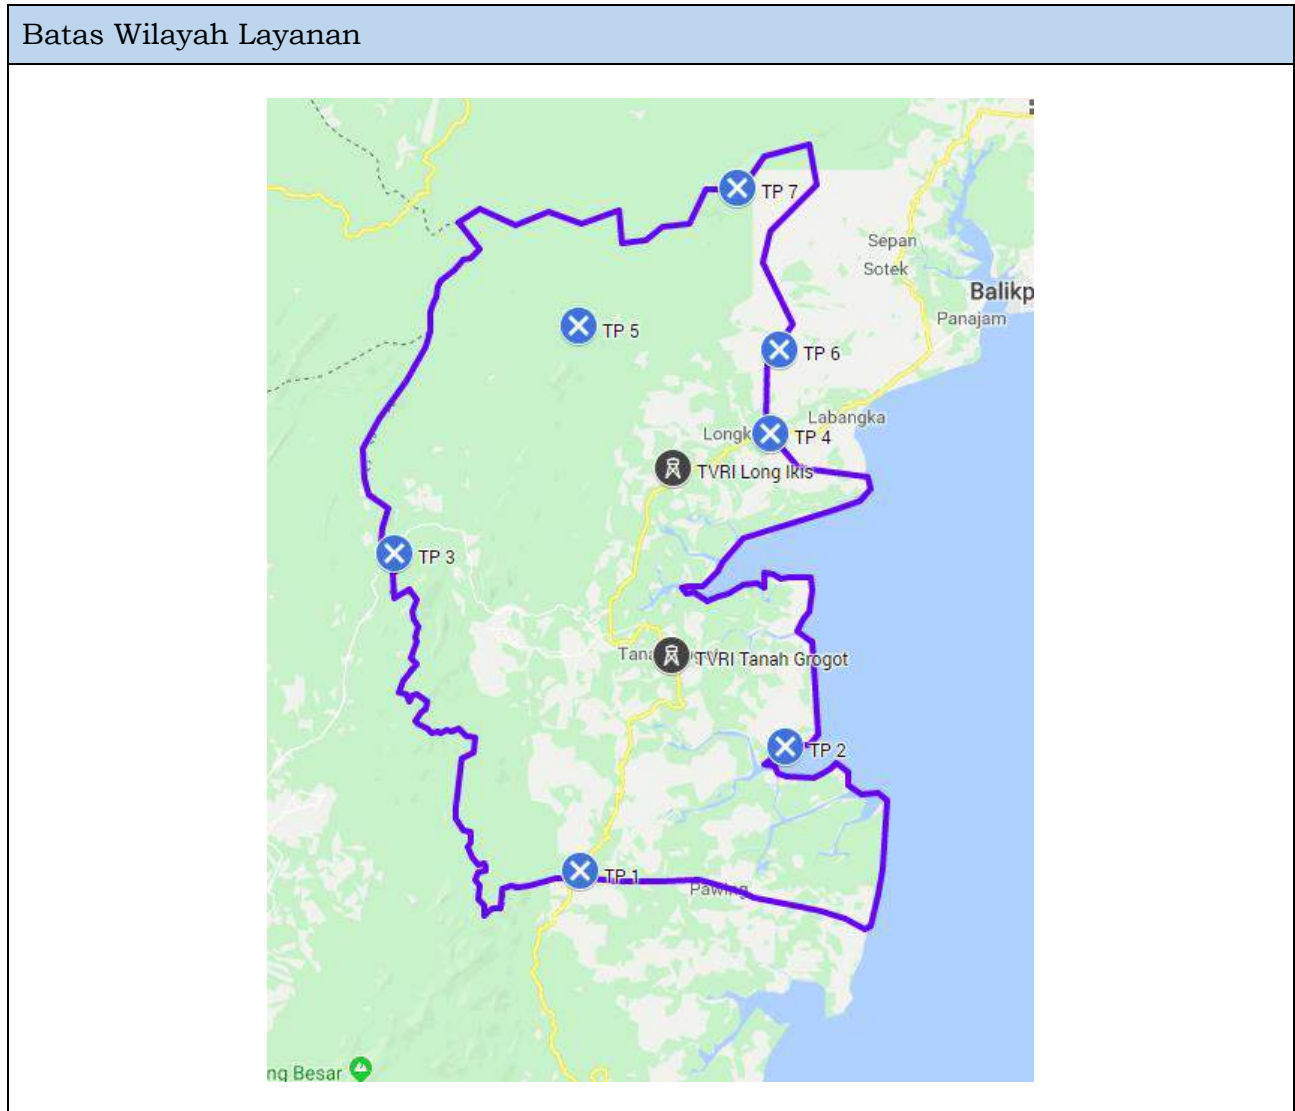 Batas Wilayah Layanan
TP 7
Sepan
Sotek
Balikp
Panajam
TP 5
TP 6
Labangka
Longk
TP 4
TVRI Long Ikis
TP 3
Tana
TVRI Tanah Grogot
TP 2
TP 1
Pawing
ng Besar